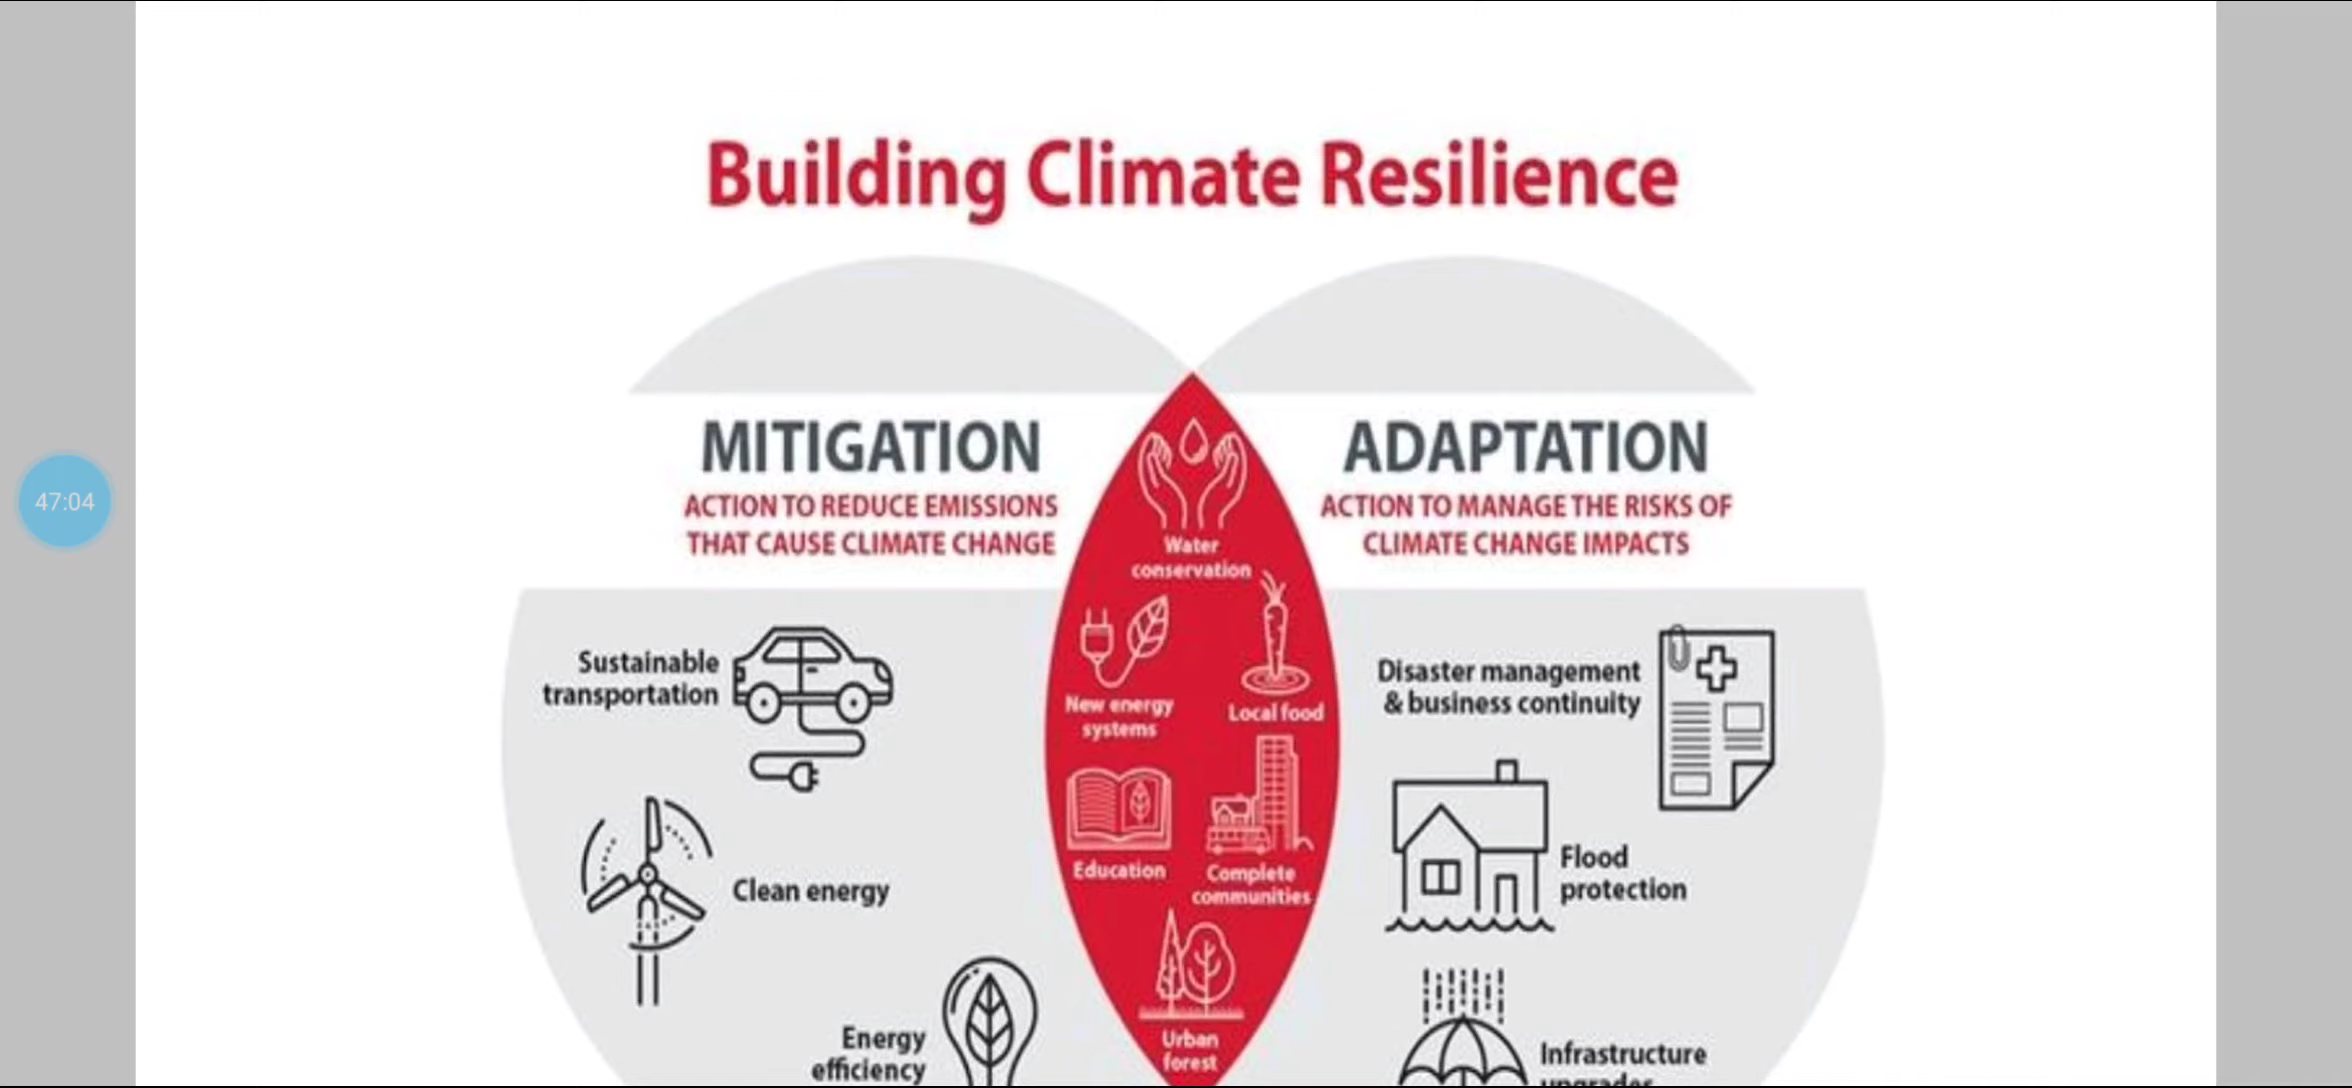 Building Climate Resilience
47:04
MITIGATION
ACTION TO REDUCE EMISSIONS
THAT CAUSE CLIMATE CHANGE
Sustainable
transportation
Clean energy
Energy
efficiency
Water
conservation
New energy
systems
Local food
Education
Complete
communities
Urban
forest
ADAPTATION
ACTION TO MANAGE THE RISKS OF
CLIMATE CHANGE IMPACTS
Disaster management
& business continuity
Flood
protection
Infrastructure
upgrades